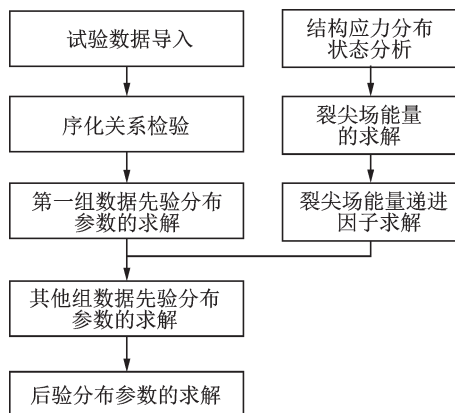 试验数据导入
序化关系检验
第一组数据先验分布
参数的求解
结构应力分布
状态分析
裂尖场能量
的求解
裂尖场能量递进
因子求解
其他组数据先验分布
参数的求解
后验分布参数的求解